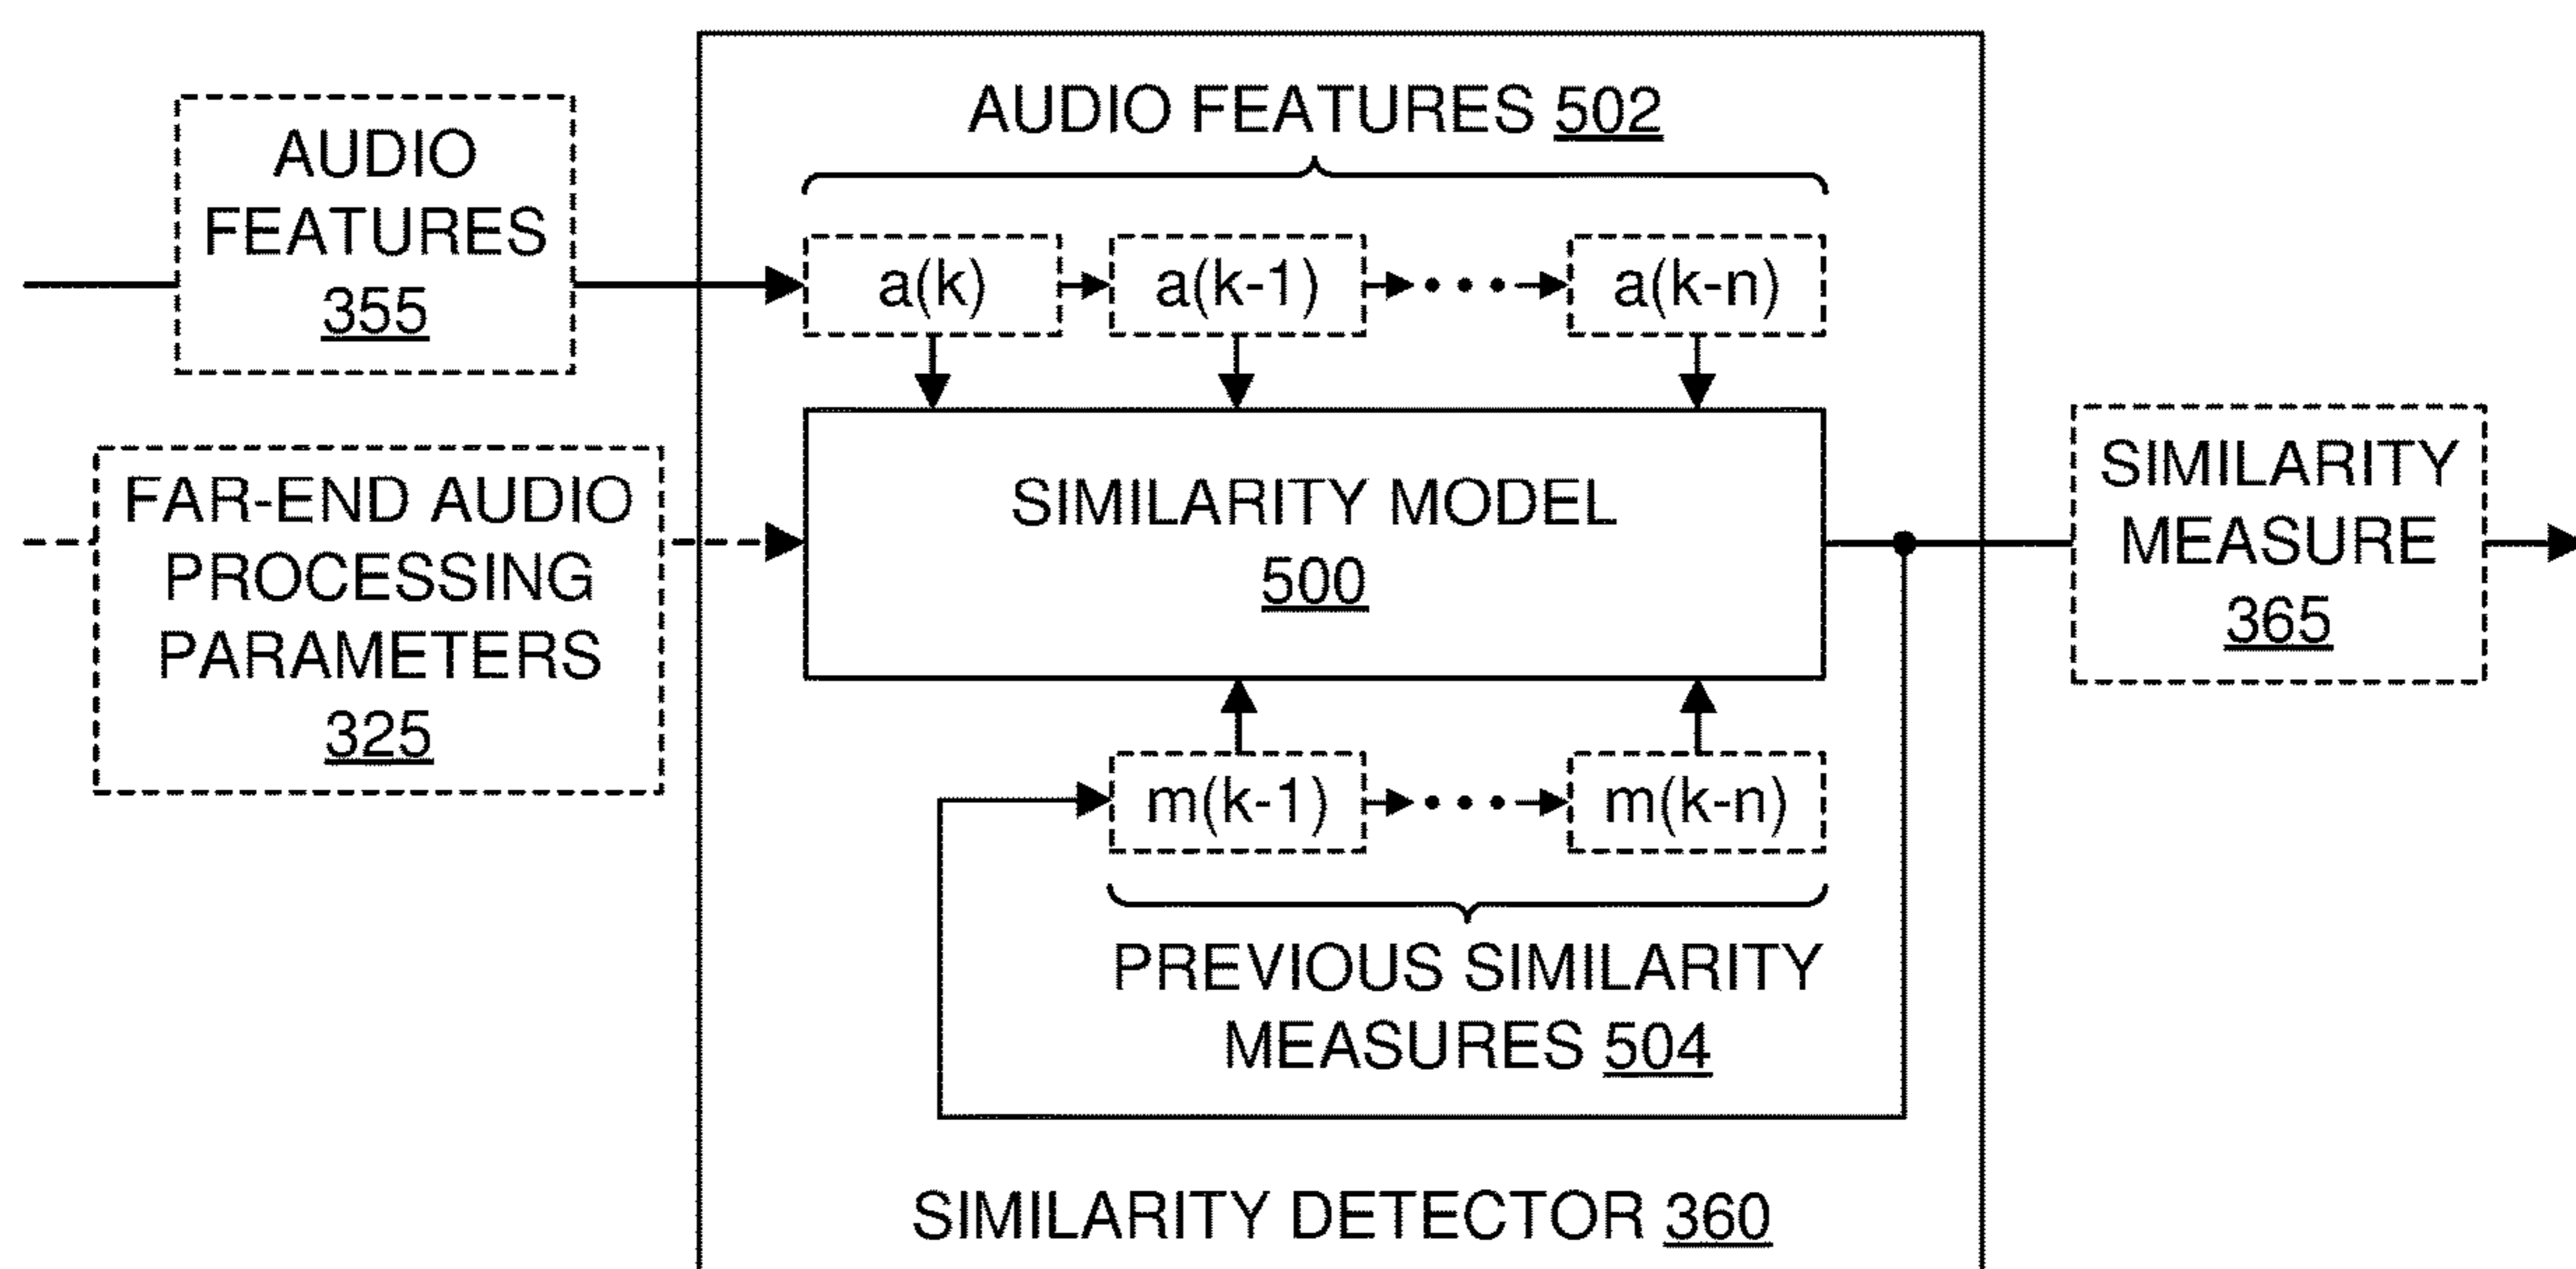 AUDIO
FEATURES
355
FAR-END AUDIO
PROCESSING
PARAMETERS
325
AUDIO FEATURES 502
a(k)
a(k-1)
a(k-n)
SIMILARITY MODEL
500
m(k-1)
m(k-n)
PREVIOUS SIMILARITY
MEASURES 504
SIMILARITY DETECTOR 360
SIMILARITY
MEASURE
365